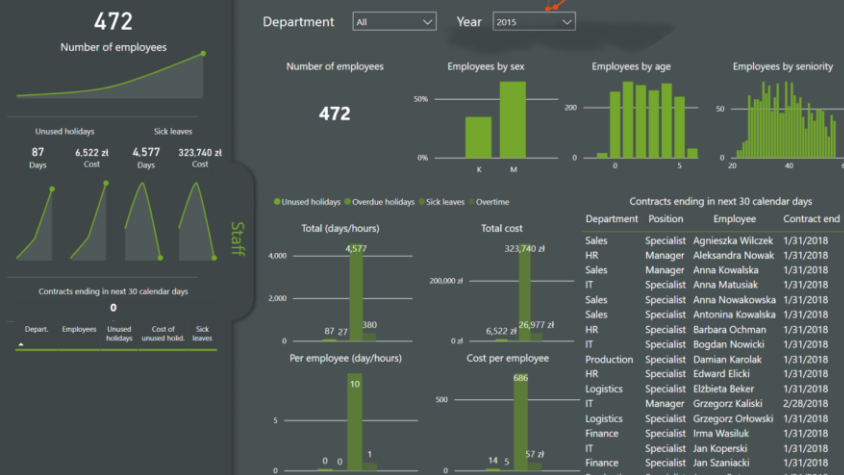 472
Number of employees
Unused holidays Sick leaves
87 6,522 zł 4,577 323,740 zł
Days Cost Days Cost
Contracts ending in next 30 calendar days
0
Depart. Employees Unused holidays Cost of unused holid. Sick leaves
Staff
Department All Year 2015
Number of employees
472
Employees by sex
50%
0%
K M
Employees by age
200
0
0 5
Employees by seniority
50
0
20 40
Unused holidays Overdue holidays Sick leaves Overtime
Total (days/hours)
4,577
4,000
2,000
380
87 27
0
Total cost
323,740 zł
200,000 zł
6,522 zł 26,977 zł
0 zł
Per employee (day/hours)
10
5
0 0 1
0
Cost per employee
686
500
14 5 57 zł
0
Contracts ending in next 30 calendar days
Department Position Employee Contract end
Sales Specialist Agnieszka Wilczek 1/31/2018
HR Manager Aleksandra Nowak 1/31/2018
Sales Manager Anna Kowalska 1/31/2018
IT Specialist Anna Matusiak 1/31/2018
Sales Specialist Anna Nowakowska 1/31/2018
Sales Specialist Antonina Kowalska 1/31/2018
HR Specialist Barbara Ochman 1/31/2018
IT Specialist Bogdan Nowicki 1/31/2018
Production Specialist Damian Karolak 1/31/2018
HR Specialist Edward Elicki 1/31/2018
Logistics Specialist Elżbieta Beker 1/31/2018
IT Manager Grzegorz Kaliski 2/28/2018
Logistics Specialist Grzegorz Orłowski 1/31/2018
Finance Specialist Irma Wasiluk 1/31/2018
IT Specialist Jan Koperski 1/31/2018
Finance Specialist Jan Szaniacki 1/31/2018